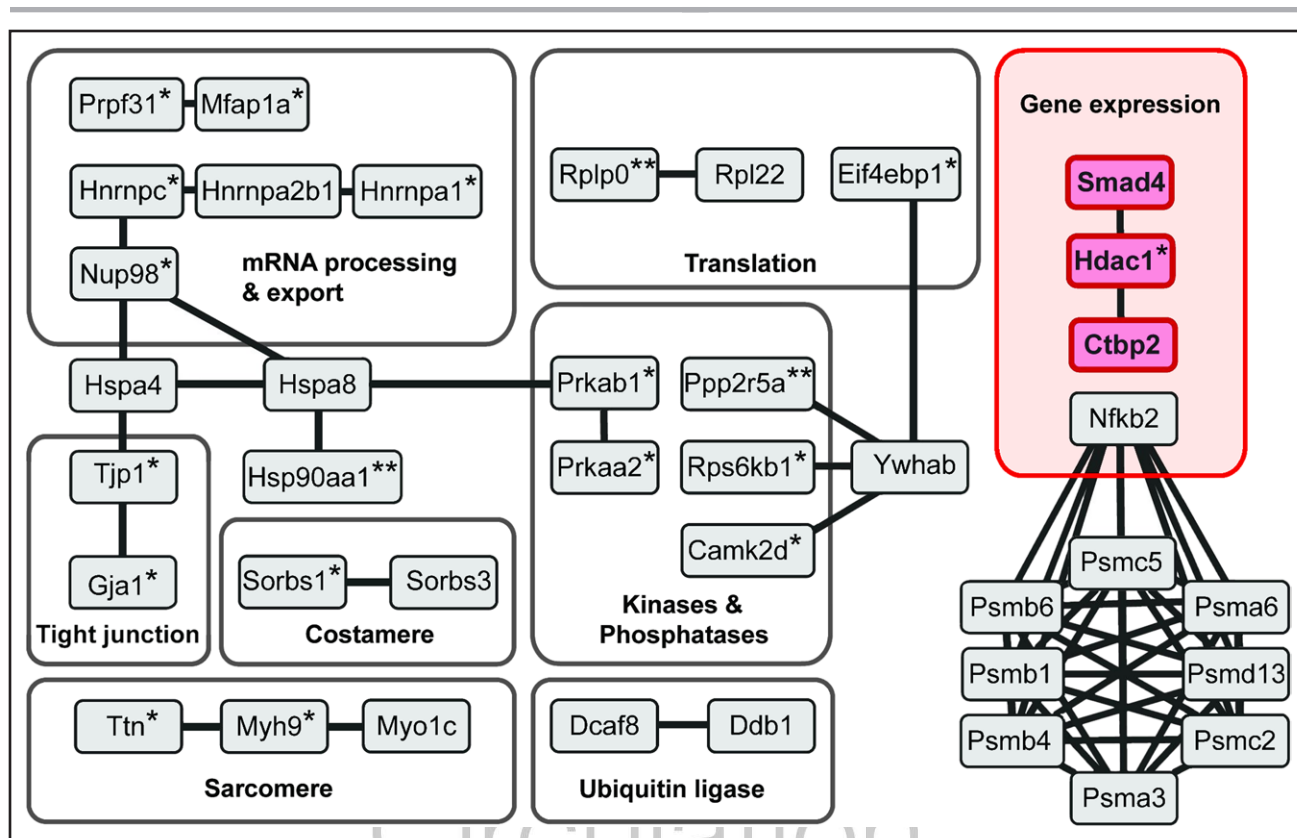 Prpf31* Mfap1a*
Hnrnpc* Hnrnpa2b1 Hnrnpa1*
Nup98*
mRNA processing
& export
Rplp0** Rpl22 Eif4ebp1*
Translation
Gene expression
Smad4
Hdac1*
Ctbp2
Nfkb2
Hspa4 Hspa8
Hsp90aa1**
Prkab1* Ppp2r5a**
Prkaa2* Rps6kb1* Ywhab
Camk2d*
Kinases &
Phosphatases
Tjp1*
Gja1*
Tight junction
Sorbs1* Sorbs3
Costamere
Psmc5
Psmb6 Psma6
Psmb1 Psmd13
Psmb4 Psmc2
Psma3
Ttn* Myh9* Myo1c
Sarcomere
Dcaf8 Ddb1
Ubiquitin ligase